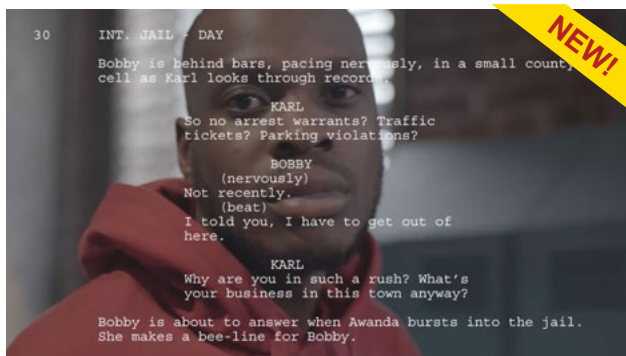 NEW!
30 INT. JAIL - DAY
Bobby is behind bars, pacing nervously, in a small county
cell as Karl looks through records.
KARL
So no arrest warrants? Traffic
tickets? Parking violations?
BOBBY
(nervously)
Not recently.
(beat)
I told you, I have to get out of
here.
KARL
Why are you in such a rush? What's
your business in this town anyway?
Bobby is about to answer when Awanda bursts into the jail.
She makes a bee-line for Bobby.